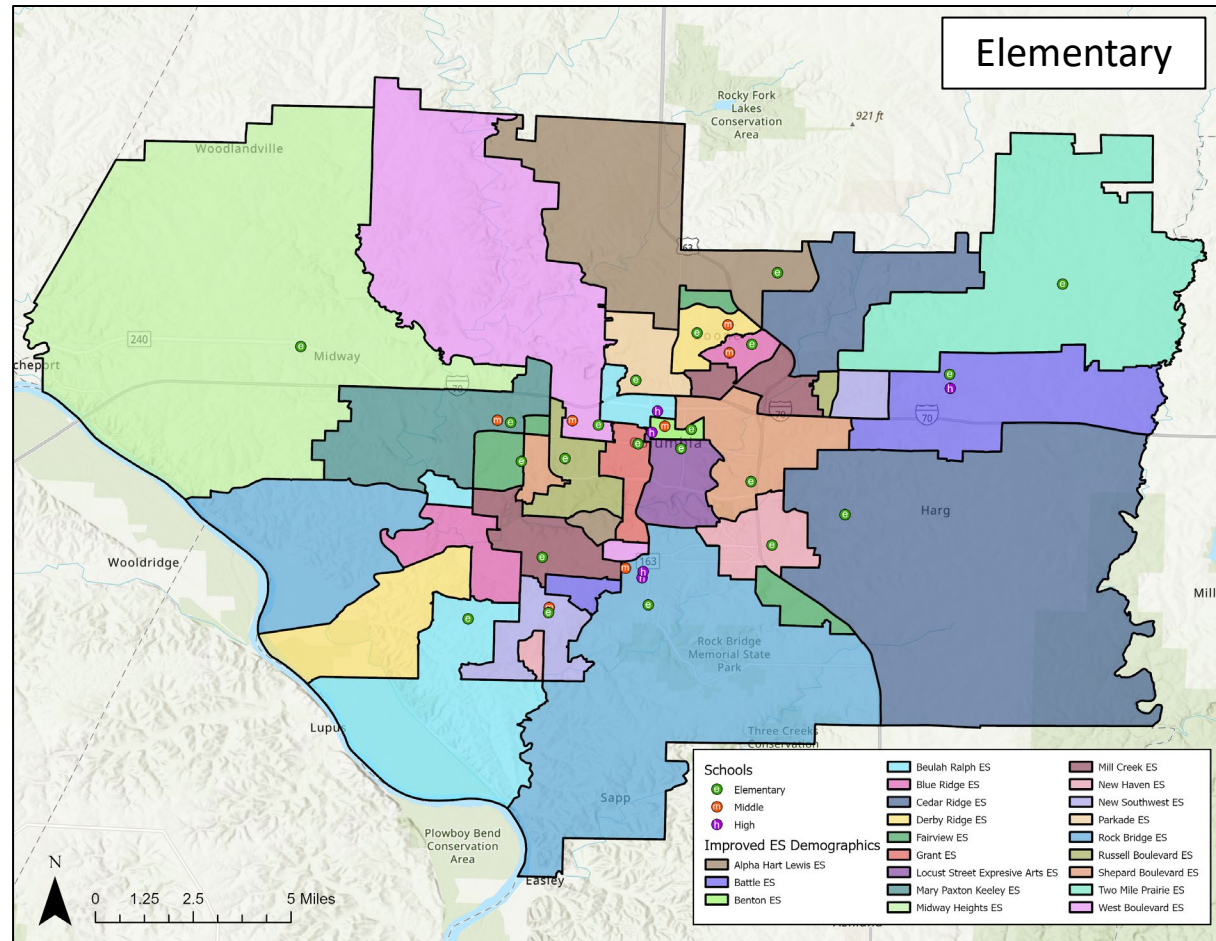 Elementary
Rocky Fork
Lakes
Conservation
Area
921 ft
Woodlandville
63
240
Midway
cheport
70
e
m
h
70
70
Harg
Wooldridge
163
Mill
Rock Bridge
Memorial State
Park
Lupus
Three Creeks
Conservation
Sapp
Plowboy Bend
Conservation
Area
Easley
N
0 1.25 2.5 5 Miles
Schools
e Elementary
m Middle
h High
Improved ES Demographics
Alpha Hart Lewis ES
Battle ES
Benton ES
Beulah Ralph ES
Blue Ridge ES
Cedar Ridge ES
Derby Ridge ES
Fairview ES
Grant ES
Locust Street Expresive Arts ES
Mary Paxton Keeley ES
Midway Heights ES
Mill Creek ES
New Haven ES
New Southwest ES
Parkade ES
Rock Bridge ES
Russell Boulevard ES
Shepard Boulevard ES
Two Mile Prairie ES
West Boulevard ES